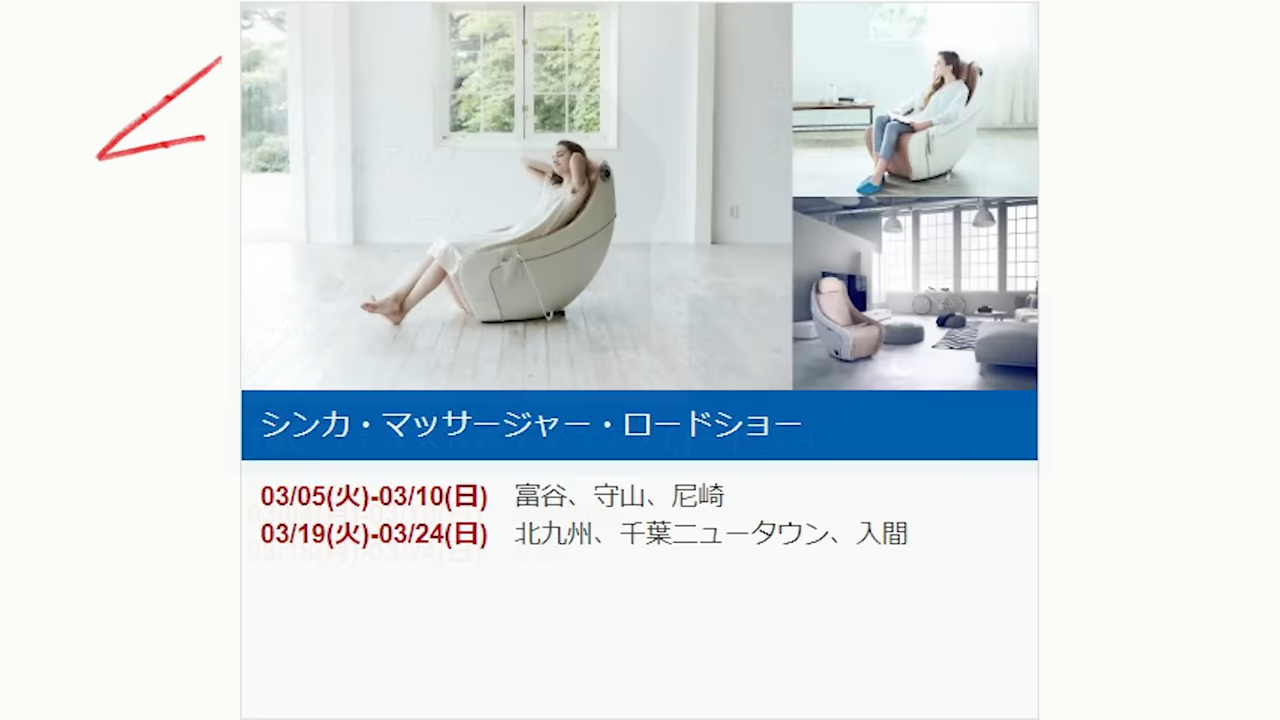 シンカ・マッサージャー・ロードショー
03/05(火)-03/10(日) 富谷、守山、尼崎
03/19(火)-03/24(日) 北九州、千葉ニュータウン、入間